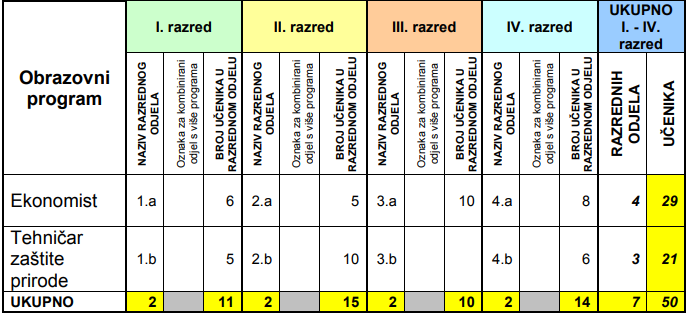 Obrazovni program I. razred II. razred III. razred IV. razred UKUPNO I. - IV. razred
NAZIV RAZREDNOG ODJELA Oznaka za kombinirani odjel s više programa BROJ UČENIKA U RAZREDNOM ODJELU NAZIV RAZREDNOG ODJELA Oznaka za kombinirani odjel s više programa BROJ UČENIKA U RAZREDNOM ODJELU NAZIV RAZREDNOG ODJELA Oznaka za kombinirani odjel s više programa BROJ UČENIKA U RAZREDNOM ODJELU NAZIV RAZREDNOG ODJELA Oznaka za kombinirani odjel s više programa BROJ UČENIKA U RAZREDNOM ODJELU RAZREDNIH ODJELA UČENIKA
Ekonomist 1.a 6 2.a 5 3.a 10 4.a 8 4 29
Tehničar zaštite prirode 1.b 5 2.b 10 3.b 4.b 6 3 21
UKUPNO 2 11 2 15 2 10 2 14 7 50